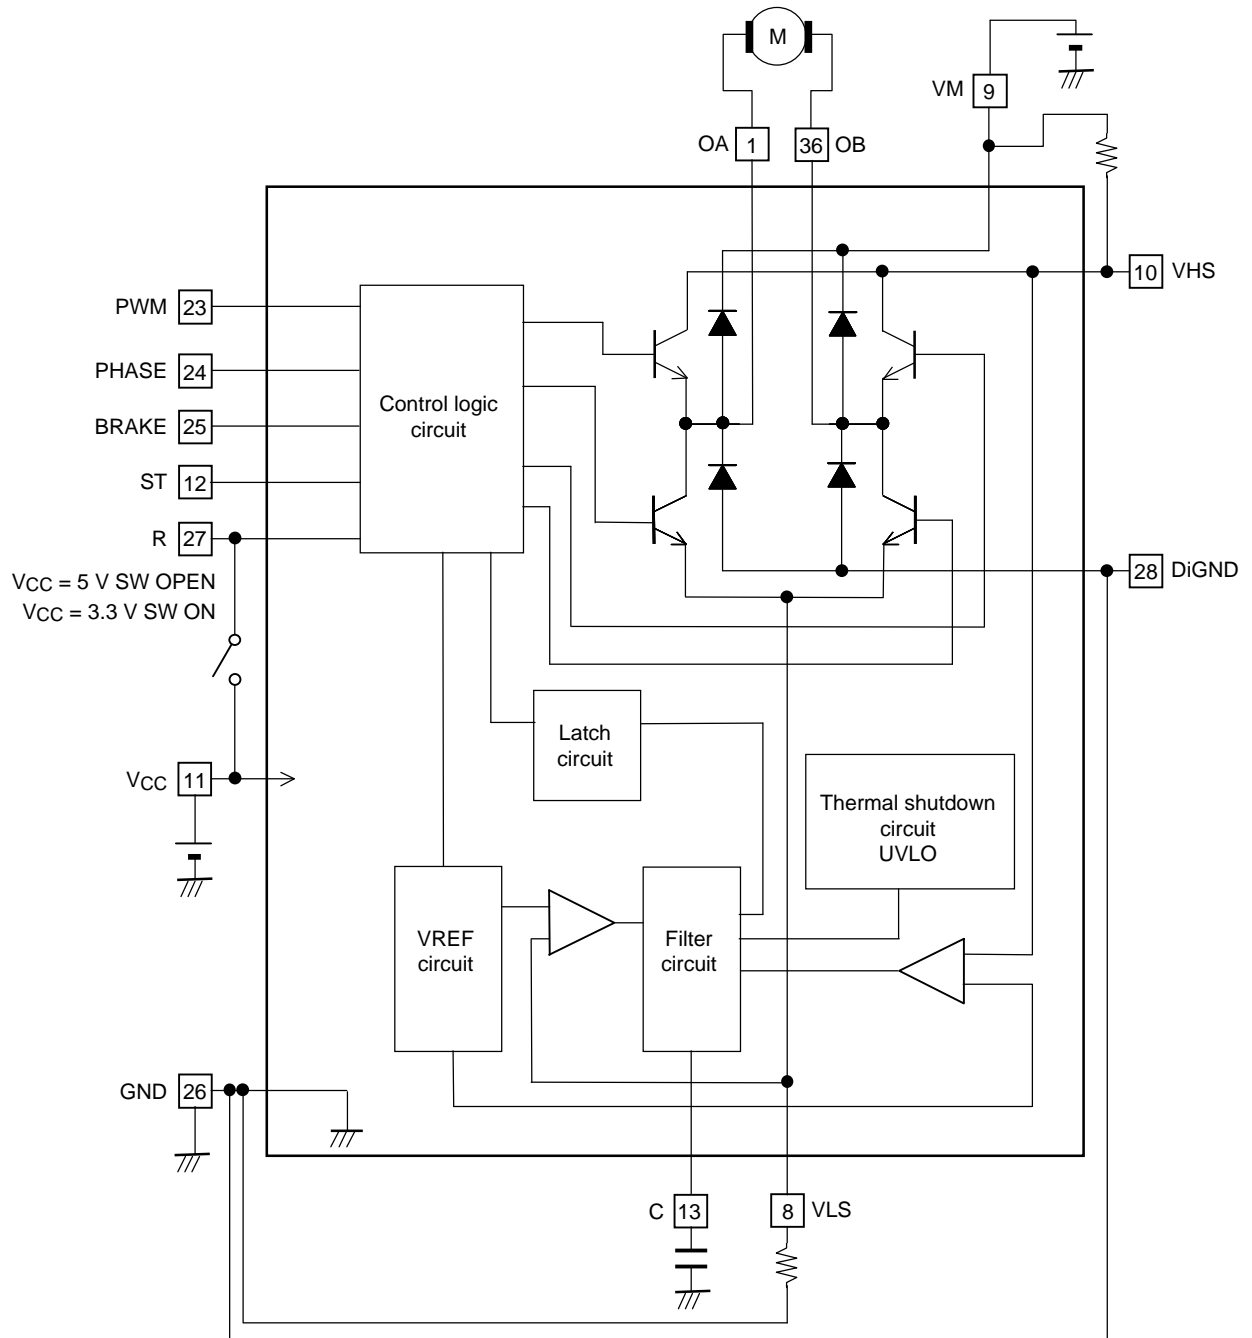 M
VM 9
OA 1
36 OB
10 VHS
PWM 23
PHASE 24
BRAKE 25
ST 12
R 27
VCC = 5 V SW OPEN
VCC = 3.3 V SW ON
Control logic
circuit
28 DiGND
Latch
circuit
VCC 11
Thermal shutdown
circuit
UVLO
VREF
circuit
Filter
circuit
GND 26
C 13
8 VLS